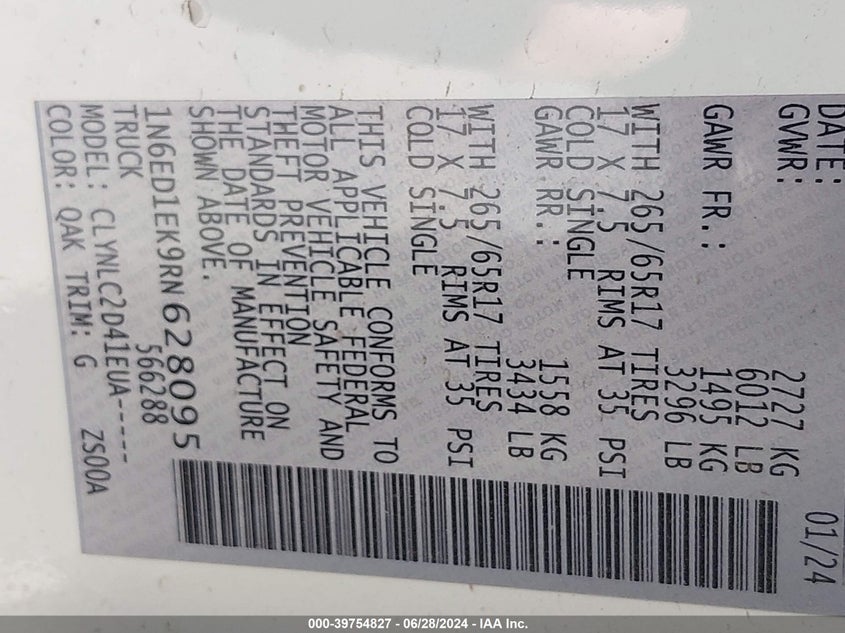 DATE: 01/24
GVWR: 2727 KG
6012 LB
GAWR FR.: 1495 KG
3296 LB
WITH 265/65R17 TIRES
17 X 7.5 RIMS AT 35 PSI
COLD SINGLE
GAWR RR.: 1558 KG
3434 LB
WITH 265/65R17 TIRES
17 X 7.5 RIMS AT 35 PSI
COLD SINGLE
THIS VEHICLE CONFORMS TO
ALL APPLICABLE FEDERAL
MOTOR VEHICLE SAFETY AND
THEFT PREVENTION
STANDARDS IN EFFECT ON
THE DATE OF MANUFACTURE
SHOWN ABOVE.
1N6ED1EK9RN628095
TRUCK 566288
MODEL: CLYNLC2D41EUA-----
COLOR: QAK TRIM: G ZS00A
000-39754827 - 06/28/2024 - IAA Inc.